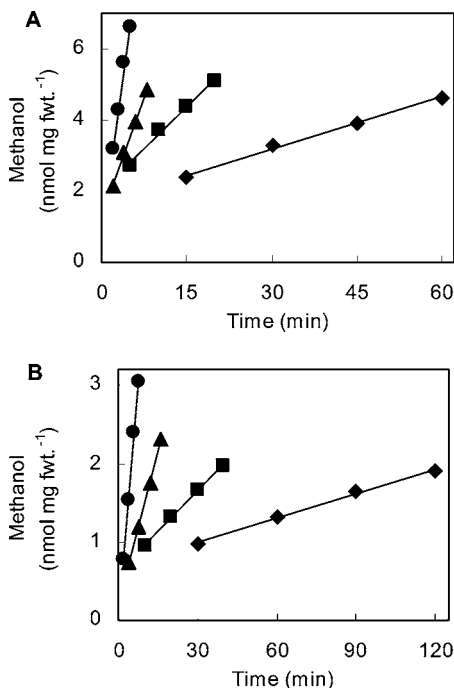 A
6
4
2
0
Methanol
(nmol mg fwt.-1)
0 15 30 45 60
Time (min)
B
3
2
1
0
Methanol
(nmol mg fwt.-1)
0 30 60 90 120
Time (min)